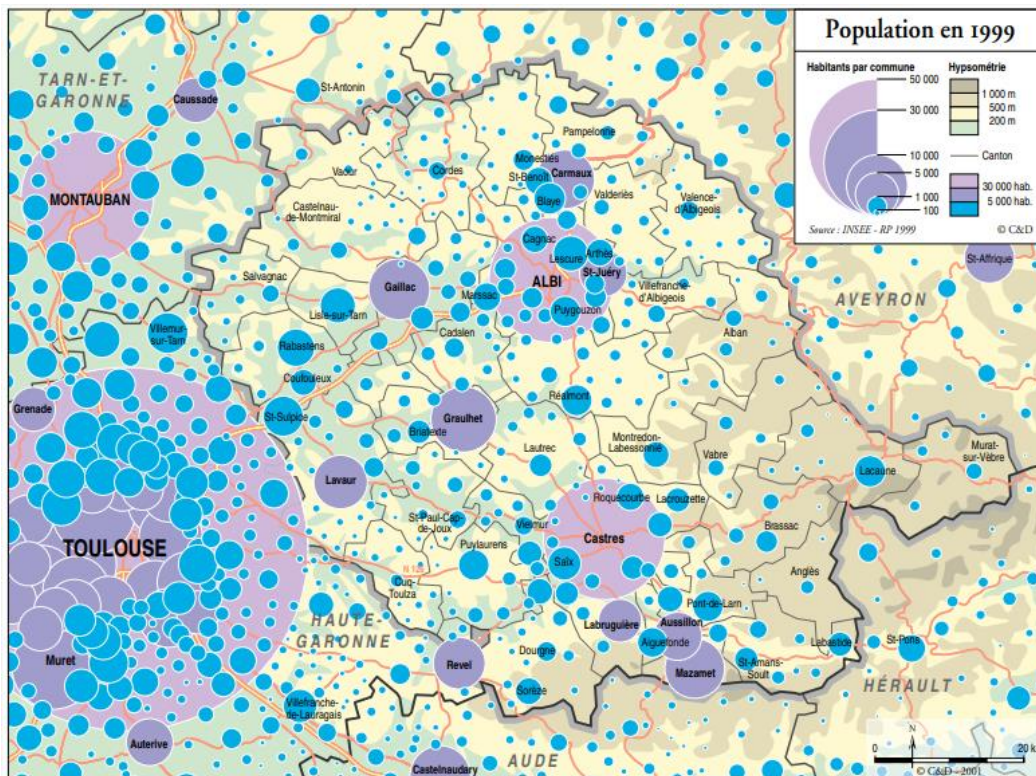 Population en 1999
Habitants par commune
Hypsométrie
50 000
30 000
10 000
5 000
1 000
100
1 000 m
500 m
200 m
Canton
30 000 hab.
5 000 hab.
Source : INSEE - RP 1999
© C&D
TARN-ET-
GARONNE
Caussade
St-Antonin
MONTAUBAN
Pampelonne
Monestiés
Carmaux
St-Benoît
Blaye
Valderiès
Vaour
Cordes
Castelnau-
de-Montmiral
Valence-
d'Albigeois
Cagnac
Lescure
Arthès
St-Juéry
ALBI
St-Affrique
Salvagnac
Gaillac
Marssac
Villefranche-
d'Albigeois
AVEYRON
Lisle-sur-Tarn
Puygouzon
Villemur-
sur-Tarn
Cadalen
Alban
Rabastens
Coufouleux
Grenade
St-Sulpice
Réalmont
Graulhet
Briatexte
Montredon-
Labessonnié
Lautrec
Murat-
sur-Vèbre
Vabre
Lacaune
Lavaur
Roquecourbe
Lacrouzette
St-Paul-Cap-
de-Joux
Vielmur
Brassac
TOULOUSE
Castres
Puylaurens
Saïx
N 126
Anglès
Cuq-
Toulza
HAUTE-
GARONNE
Pont-de-Larn
Labruguière
Aussillon
Aiguefonde
Labastide
St-Pons
Muret
Revel
Dourgne
Mazamet
St-Amans-
Soult
HÉRAULT
Sorèze
Villefranche-
de-Lauragais
Auterive
Castelnaudary
AUDE
N
0
20 k
© C&D - 2001